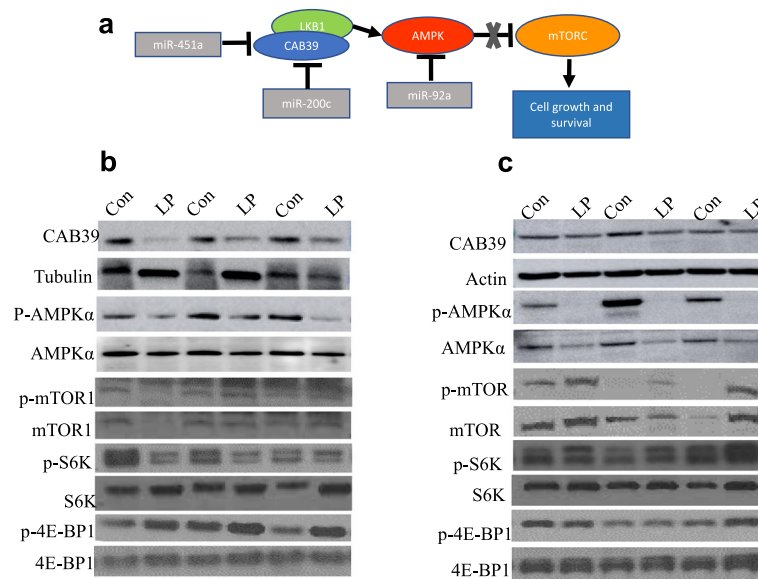 a
LKB1
miR-451a
CAB39
AMPK
mTORC
miR-200c
miR-92a
Cell growth and
survival
b
Con LP Con LP Con LP
CAB39
Tubulin
P-AMPKα
AMPKα
p-mTOR1
mTOR1
p-S6K
S6K
p-4E-BP1
4E-BP1
c
Con LP Con LP Con LP
CAB39
Actin
p-AMPKα
AMPKα
p-mTOR
mTOR
p-S6K
S6K
p-4E-BP1
4E-BP1